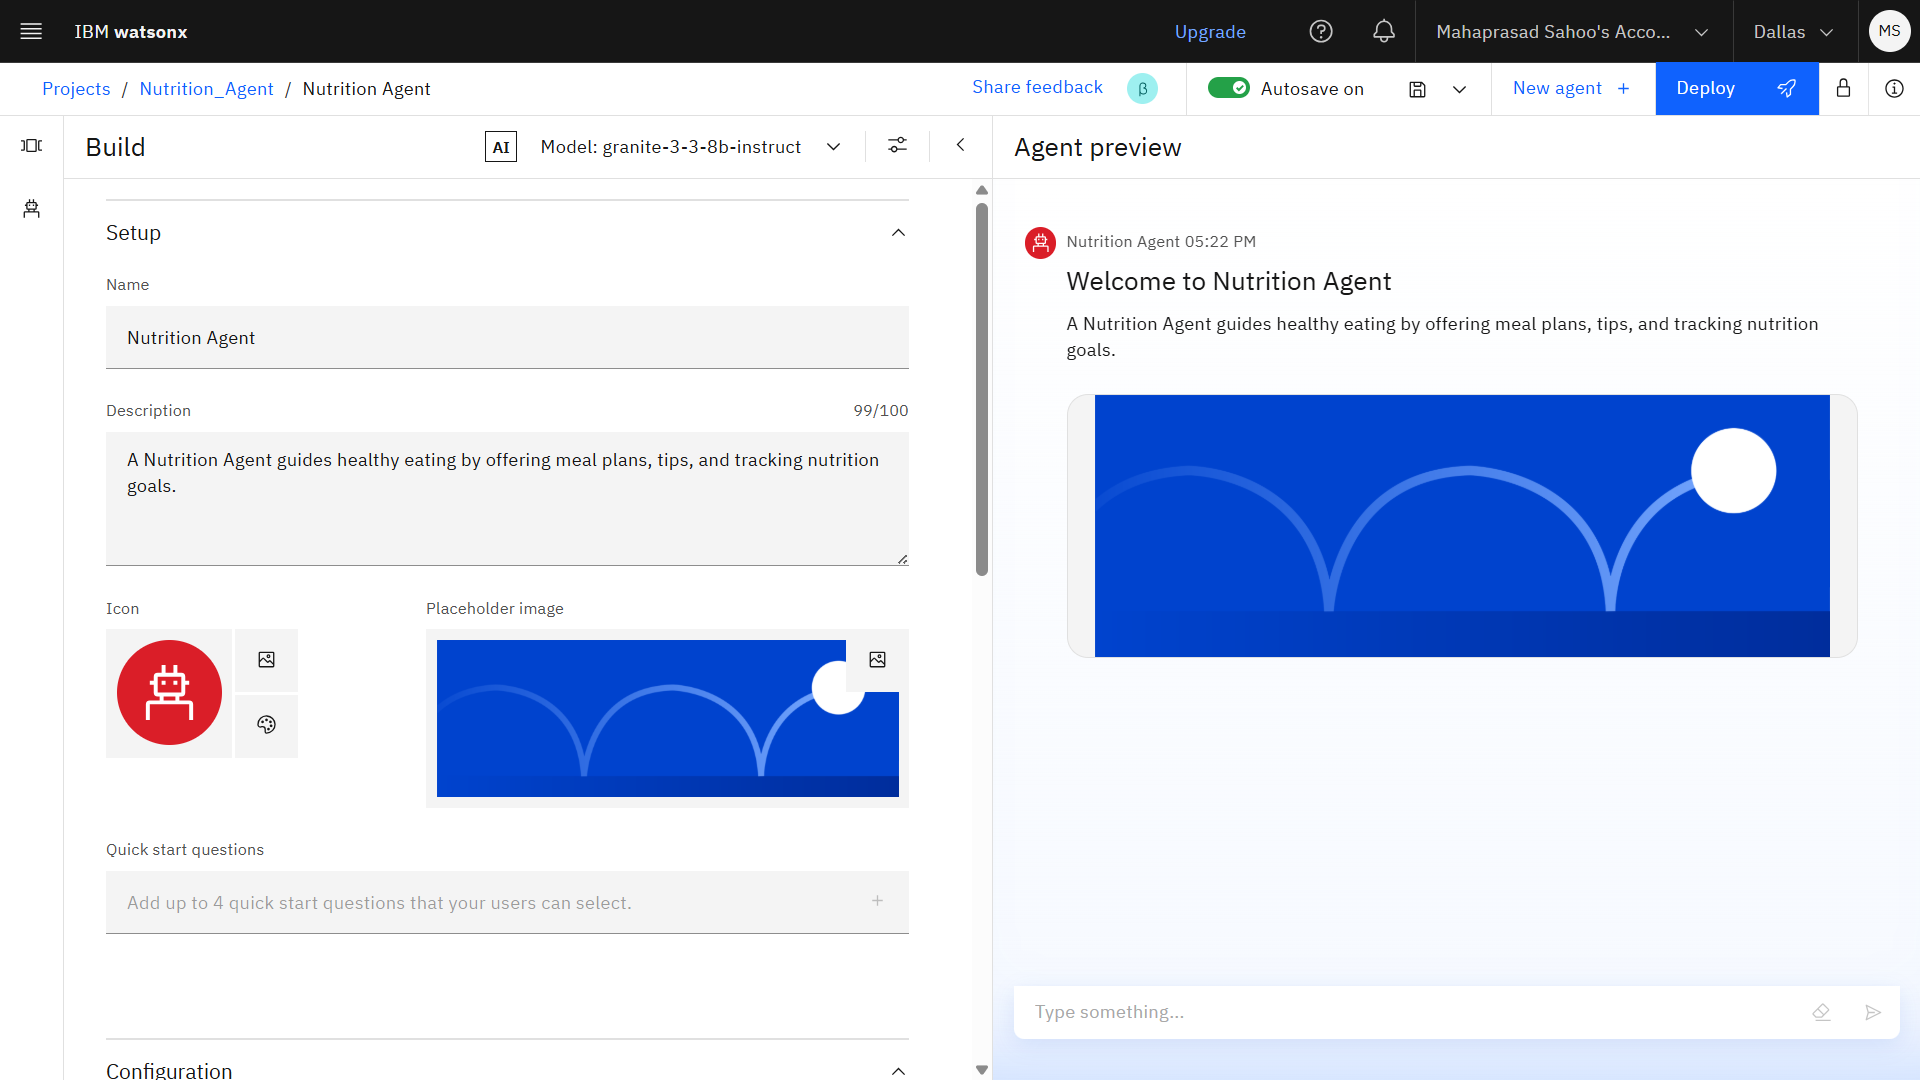 IBM watsonx
Upgrade
Mahaprasad Sahoo's Acco...
Dallas
MS
Projects / Nutrition_Agent / Nutrition Agent
Share feedback
β
Autosave on
New agent +
Deploy
Build
AI
Model: granite-3-3-8b-instruct
Agent preview
Setup
Name
Nutrition Agent
Description
99/100
A Nutrition Agent guides healthy eating by offering meal plans, tips, and tracking nutrition
goals.
Icon
Placeholder image
Quick start questions
Add up to 4 quick start questions that your users can select.
Configuration
Nutrition Agent 05:22 PM
Welcome to Nutrition Agent
A Nutrition Agent guides healthy eating by offering meal plans, tips, and tracking nutrition
goals.
Type something...